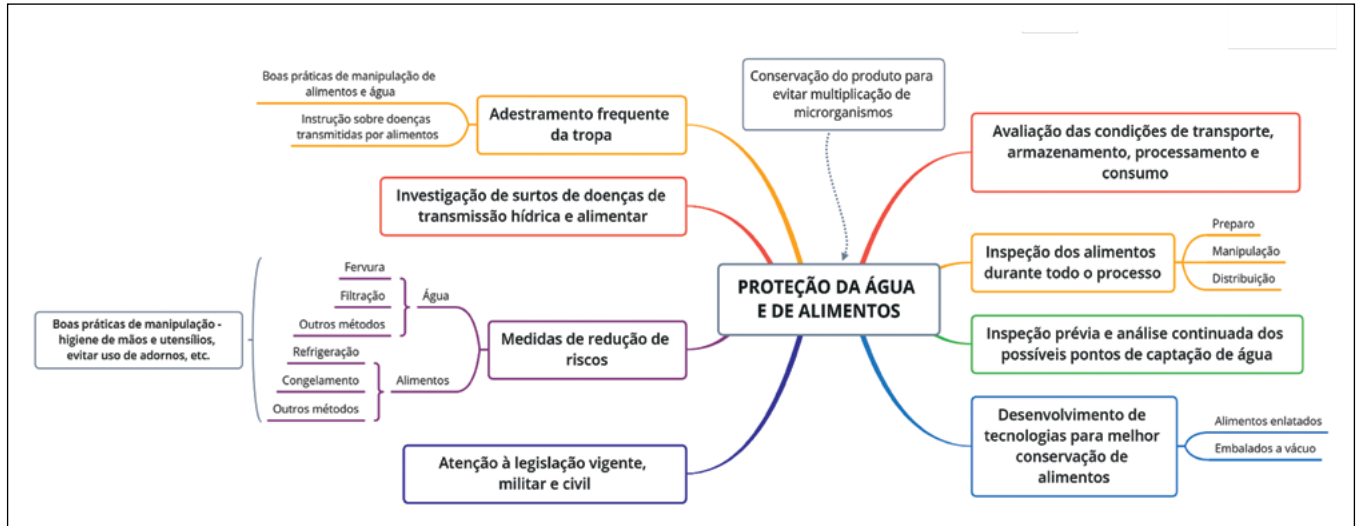 Boas práticas de manipulação de
alimentos e água
Instrução sobre doenças
transmitidas por alimentos
Adestramento frequente
da tropa
Conservação do produto para
evitar multiplicação de
microrganismos
Avaliação das condições de transporte,
armazenamento, processamento e
consumo
Investigação de surtos de doenças de
transmissão hídrica e alimentar
PROTEÇÃO DA ÁGUA
E DE ALIMENTOS
Inspeção dos alimentos
durante todo o processo
Preparo
Manipulação
Distribuição
Boas práticas de manipulação -
higiene de mãos e utensílios,
evitar uso de adornos, etc.
Fervura
Filtração
Outros métodos
Água
Refrigeração
Congelamento
Outros métodos
Alimentos
Medidas de redução de
riscos
Inspeção prévia e análise continuada dos
possíveis pontos de captação de água
Atenção à legislação vigente,
militar e civil
Desenvolvimento de
tecnologias para melhor
conservação de
alimentos
Alimentos enlatados
Embalados a vácuo